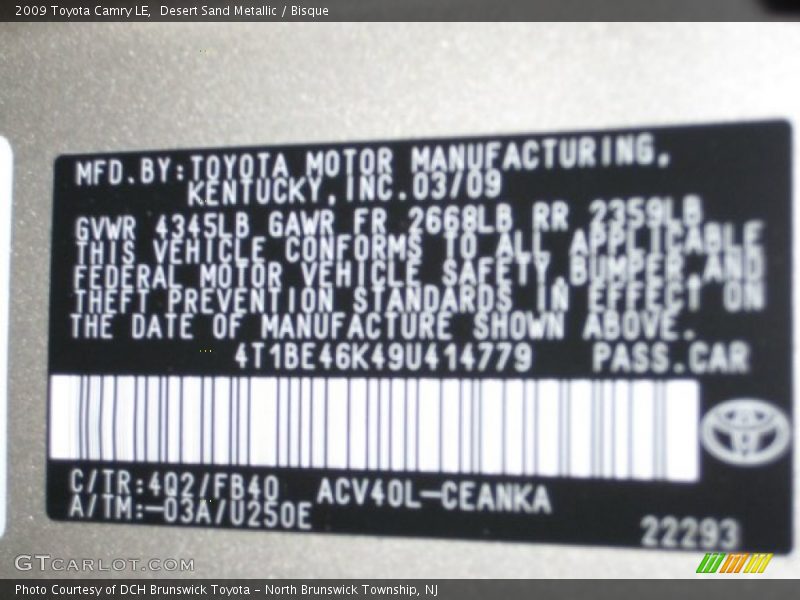 2009 Toyota Camry LE, Desert Sand Metallic / Bisque
MFD.BY:TOYOTA MOTOR MANUFACTURING,
KENTUCKY,INC.03/09
GVWR 4345LB GAWR FR 2668LB RR 2359LB
THIS VEHICLE CONFORMS TO ALL APPLICABLE
FEDERAL MOTOR VEHICLE SAFETY,BUMPER,AND
THEFT PREVENTION STANDARDS IN EFFECT ON
THE DATE OF MANUFACTURE SHOWN ABOVE.
4T1BE46K49U414779 PASS.CAR
C/TR:4Q2/FB40 ACV40L-CEANKA
A/TM:-03A/U250E
22293
GTCARLOT.COM
Photo Courtesy of DCH Brunswick Toyota - North Brunswick Township, NJ